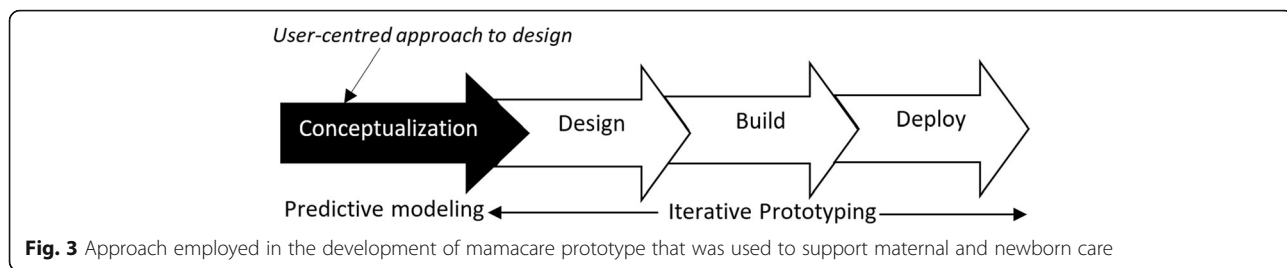 User-centred approach to design
Conceptualization
Design
Build
Deploy
Predictive modeling
Iterative Prototyping
Fig. 3 Approach employed in the development of mamacare prototype that was used to support maternal and newborn care